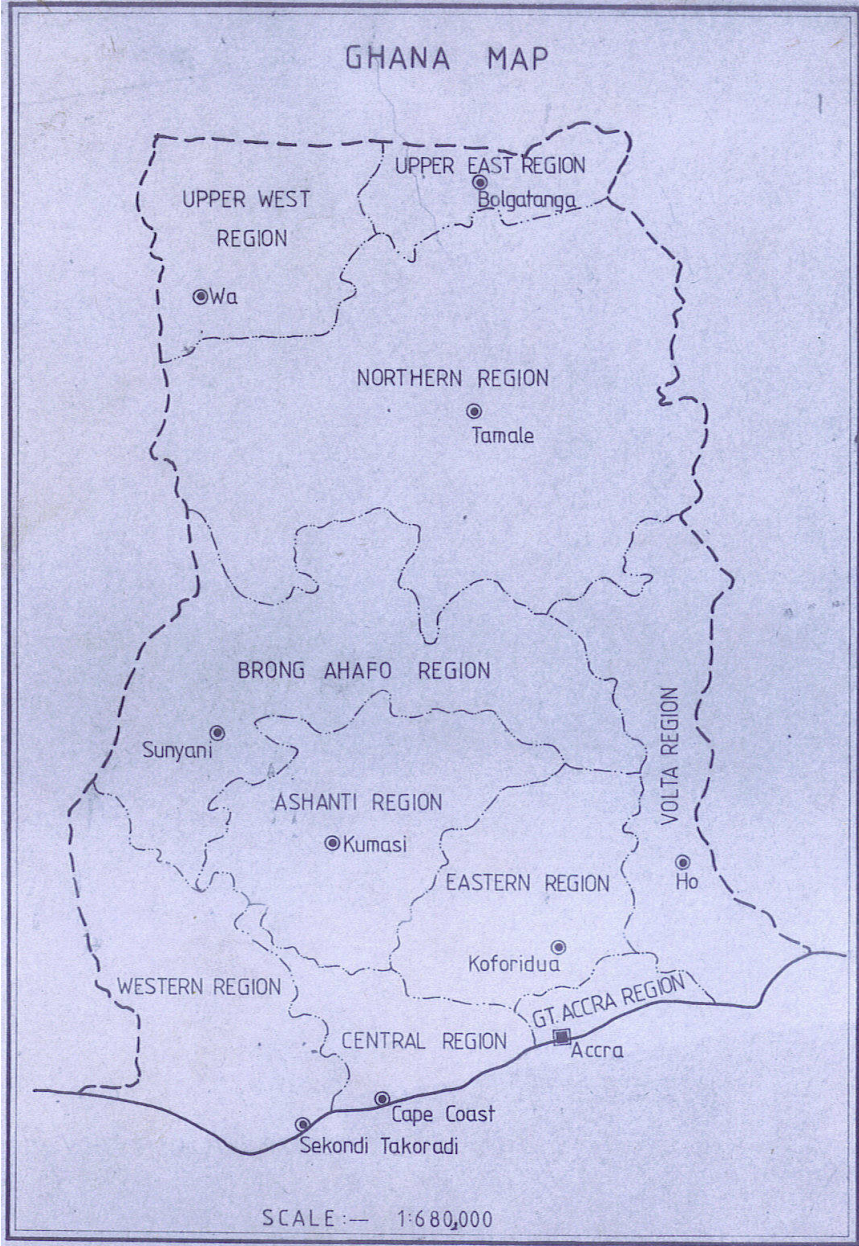 GHANA MAP
UPPER EAST REGION
Bolgatanga
UPPER WEST
REGION
Wa
NORTHERN REGION
Tamale
BRONG AHAFO REGION
Sunyani
VOLTA REGION
ASHANTI REGION
Kumasi
EASTERN REGION
Ho
Koforidua
WESTERN REGION
GT. ACCRA REGION
CENTRAL REGION
Accra
Cape Coast
Sekondi Takoradi
SCALE:— 1:680,000